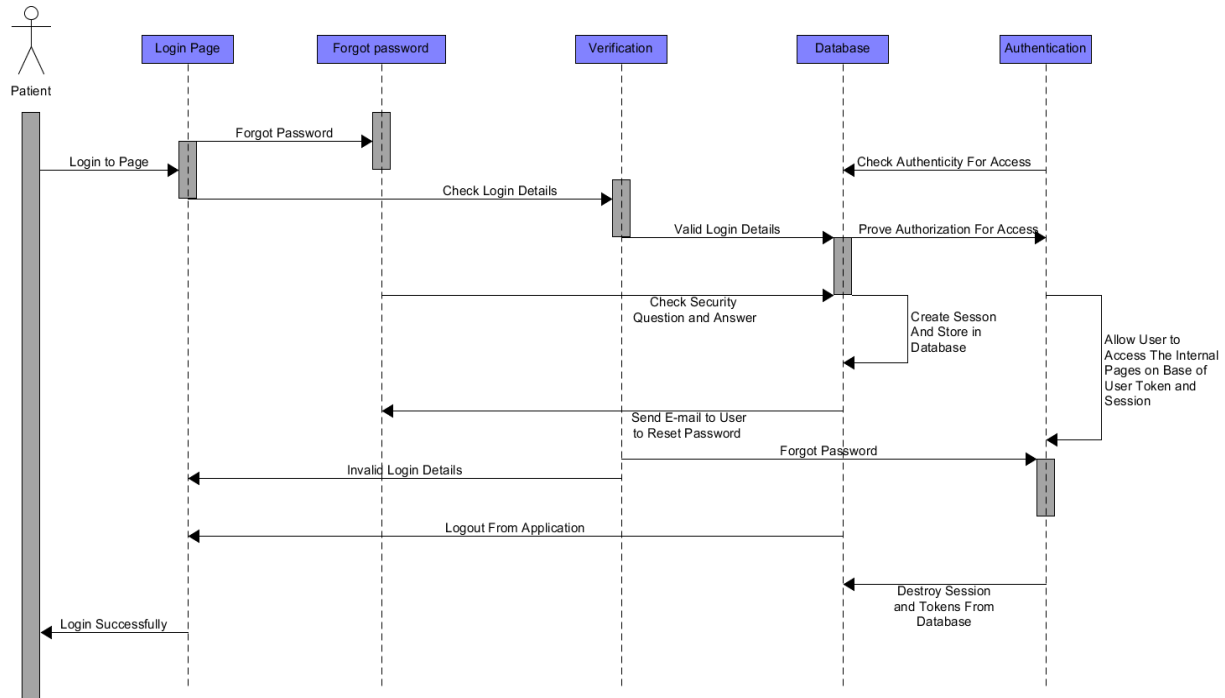 Login Page
Forgot password
Verification
Database
Authentication
Patient
Forgot Password
Login to Page
Check Authenticity For Access
Check Login Details
Valid Login Details
Prove Authorization For Access
Check Security
Question and Answer
Create Sesson
And Store in
Database
Allow User to
Access The Internal
Pages on Base of
User Token and
Session
Send E-mail to User
to Reset Password
Forgot Password
Invalid Login Details
Logout From Application
Destroy Session
and Tokens From
Database
Login Successfully